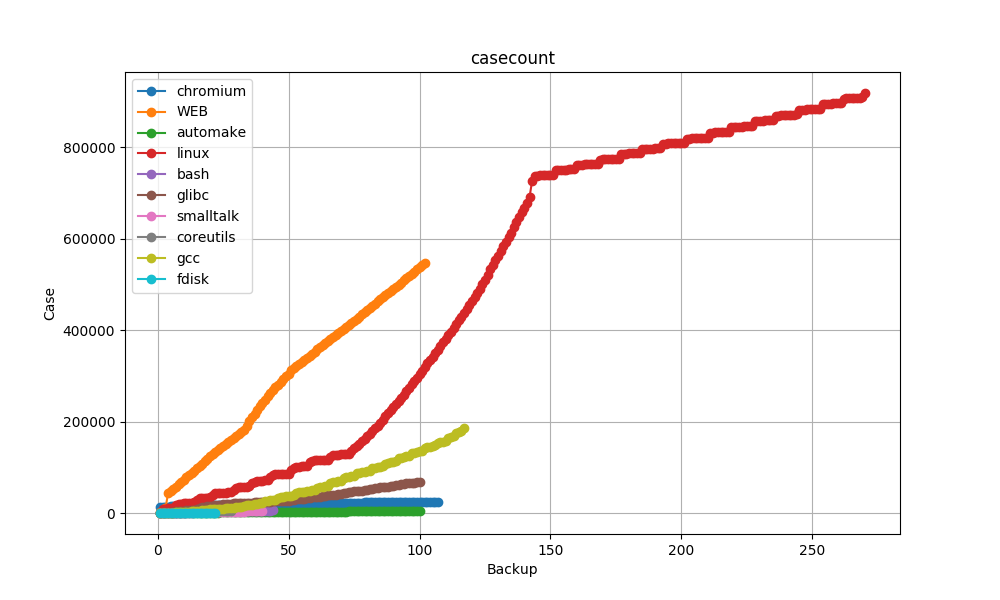 casecount
chromium
WEB
automake
linux
bash
glibc
smalltalk
coreutils
gcc
fdisk
800000
600000
400000
200000
0
Case
0 50 100 150 200 250
Backup